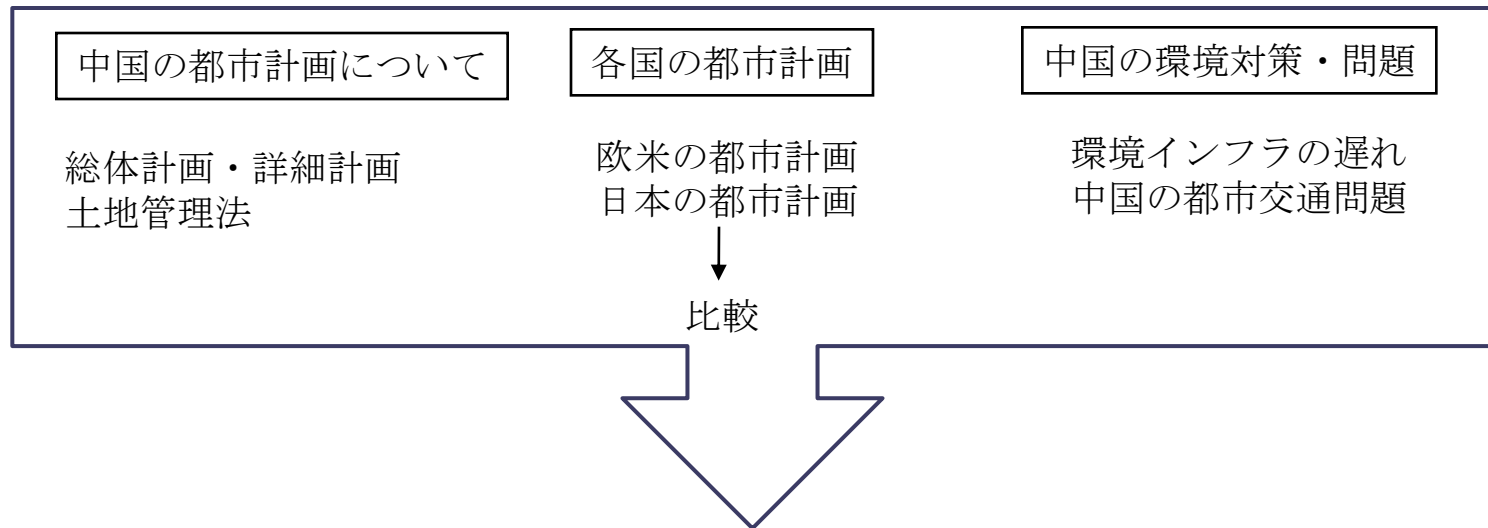 中国の都市計画について
総体計画・詳細計画
土地管理法
各国の都市計画
欧米の都市計画
日本の都市計画
比較
中国の環境対策・問題
環境インフラの遅れ
中国の都市交通問題